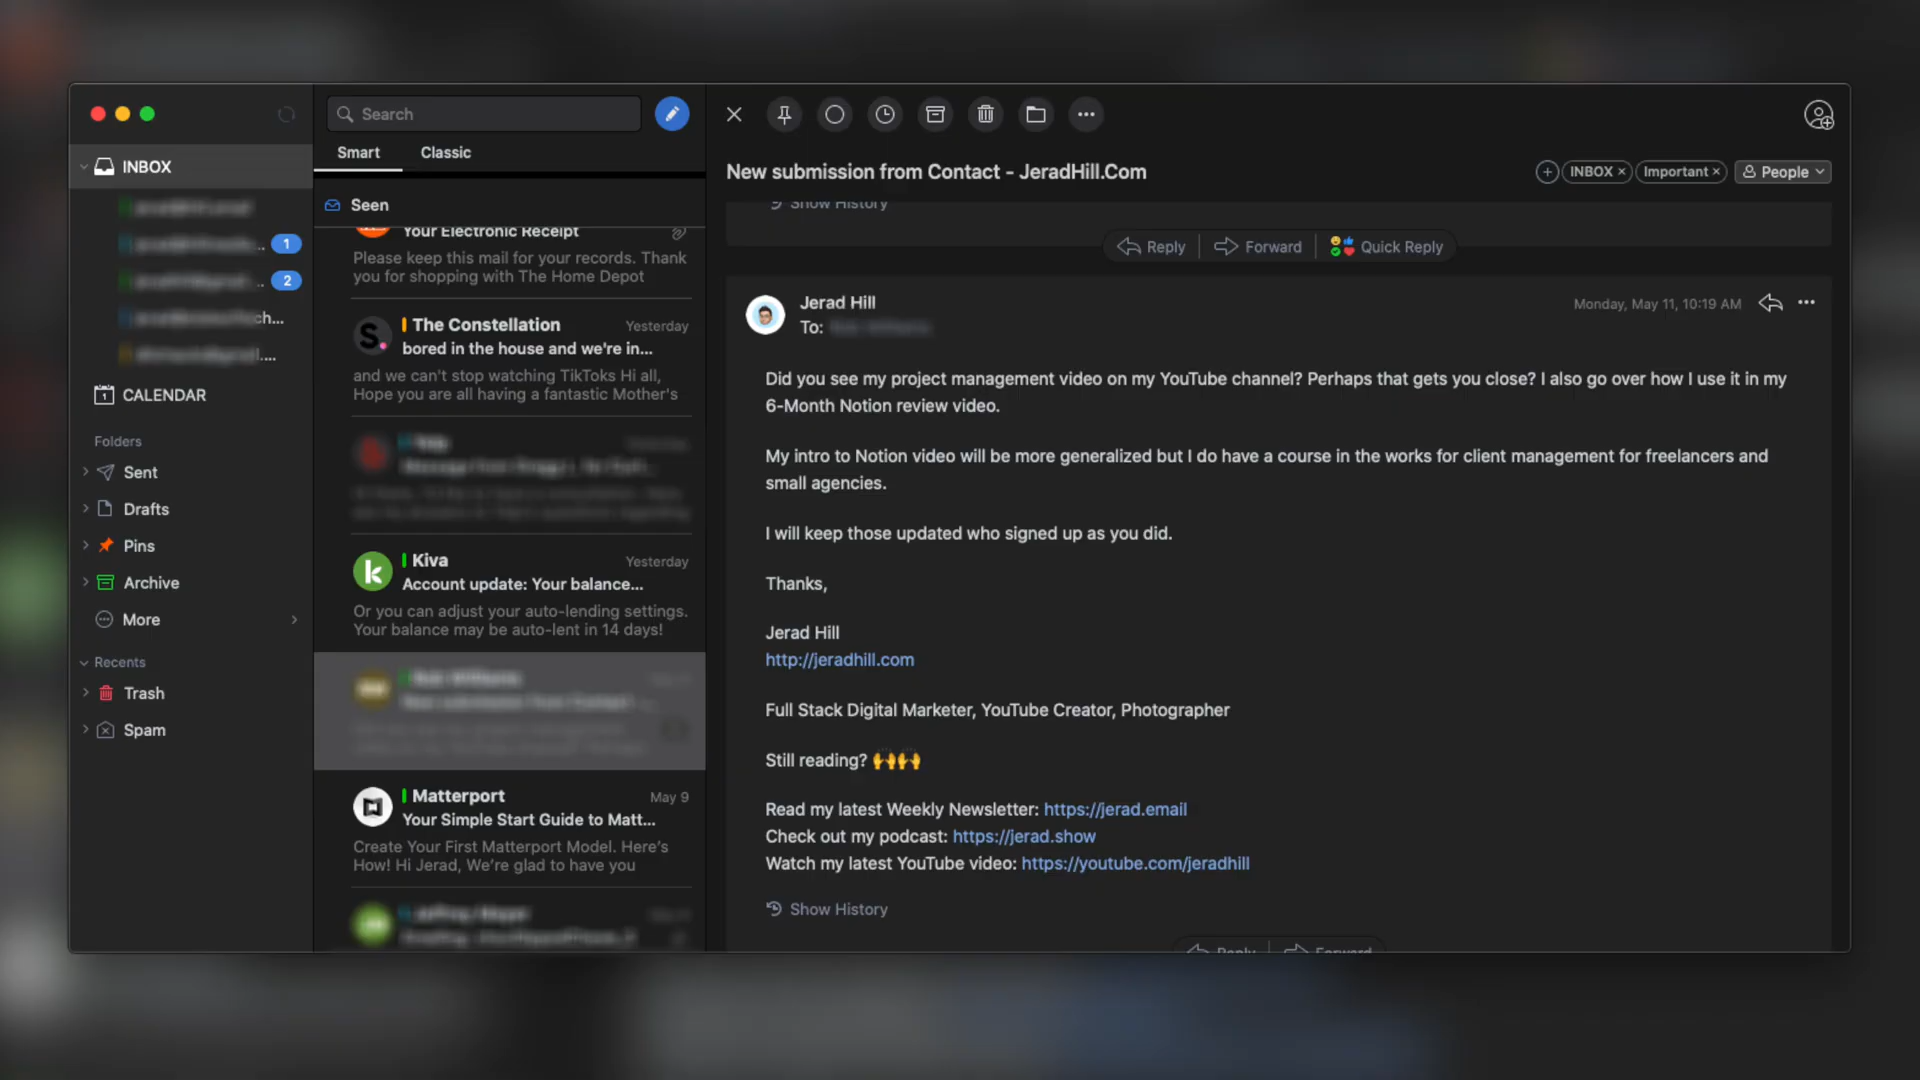 INBOX
1
2
ch...
...
CALENDAR
Folders
Sent
Drafts
Pins
Archive
More
Recents
Trash
Spam
Search
Smart
Classic
Seen
Your Electronic Receipt
Please keep this mail for your records. Thank
you for shopping with The Home Depot
The Constellation
Yesterday
bored in the house and we're in...
and we can't stop watching TikToks Hi all,
Hope you are all having a fantastic Mother's
Kiva
Yesterday
Account update: Your balance...
Or you can adjust your auto-lending settings.
Your balance may be auto-lent in 14 days!
Matterport
May 9
Your Simple Start Guide to Matt...
Create Your First Matterport Model. Here's
How! Hi Jerad, We're glad to have you
New submission from Contact - JeradHill.Com
INBOX ×
Important ×
People
Show History
Reply
Forward
Quick Reply
Jerad Hill
Monday, May 11, 10:19 AM
To:
Did you see my project management video on my YouTube channel? Perhaps that gets you close? I also go over how I use it in my
6-Month Notion review video.
My intro to Notion video will be more generalized but I do have a course in the works for client management for freelancers and
small agencies.
I will keep those updated who signed up as you did.
Thanks,
Jerad Hill
http://jeradhill.com
Full Stack Digital Marketer, YouTube Creator, Photographer
Still reading? 🙌🙌
Read my latest Weekly Newsletter: https://jerad.email
Check out my podcast: https://jerad.show
Watch my latest YouTube video: https://youtube.com/jeradhill
Show History
Reply
Forward